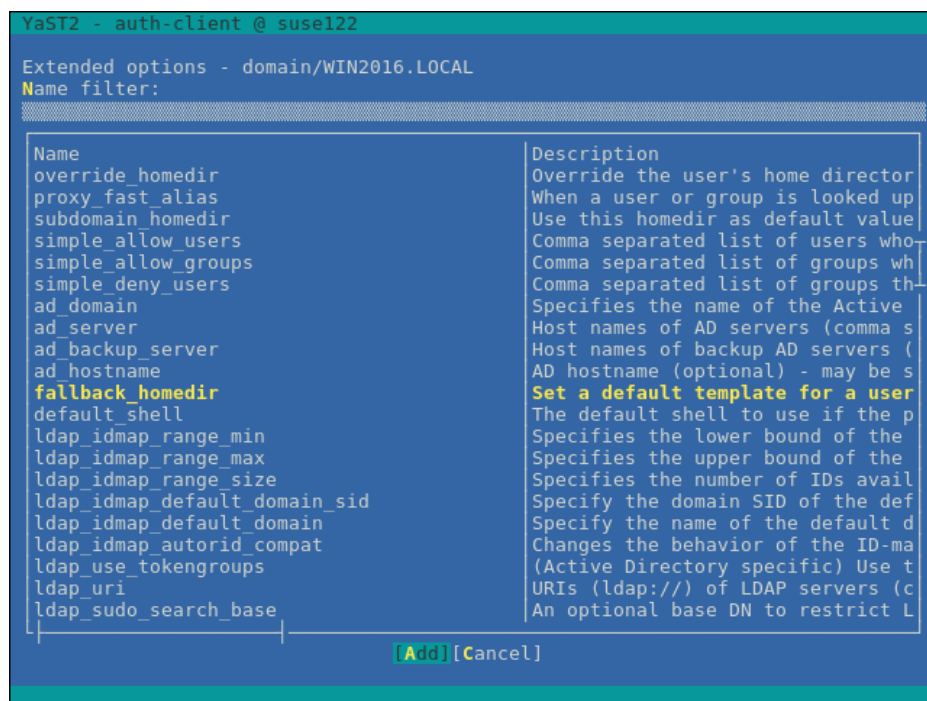 YaST2 - auth-client @ suse122
Extended options - domain/WIN2016.LOCAL
Name filter:
Name Description
override_homedir Override the user's home director
proxy_fast_alias When a user or group is looked up
subdomain_homedir Use this homedir as default value
simple_allow_users Comma separated list of users who
simple_allow_groups Comma separated list of groups wh
simple_deny_users Comma separated list of groups th
ad_domain Specifies the name of the Active
ad_server Host names of AD servers (comma s
ad_backup_server Host names of backup AD servers (
ad_hostname AD hostname (optional) - may be s
fallback_homedir Set a default template for a user
default_shell The default shell to use if the p
ldap_idmap_range_min Specifies the lower bound of the
ldap_idmap_range_max Specifies the upper bound of the
ldap_idmap_range_size Specifies the number of IDs avail
ldap_idmap_default_domain_sid Specify the domain SID of the def
ldap_idmap_default_domain Specify the name of the default d
ldap_idmap_autorid_compat Changes the behavior of the ID-ma
ldap_use_tokengroups (Active Directory specific) Use t
ldap_uri URIs (ldap://) of LDAP servers (c
ldap_sudo_search_base An optional base DN to restrict L
[Add][Cancel]